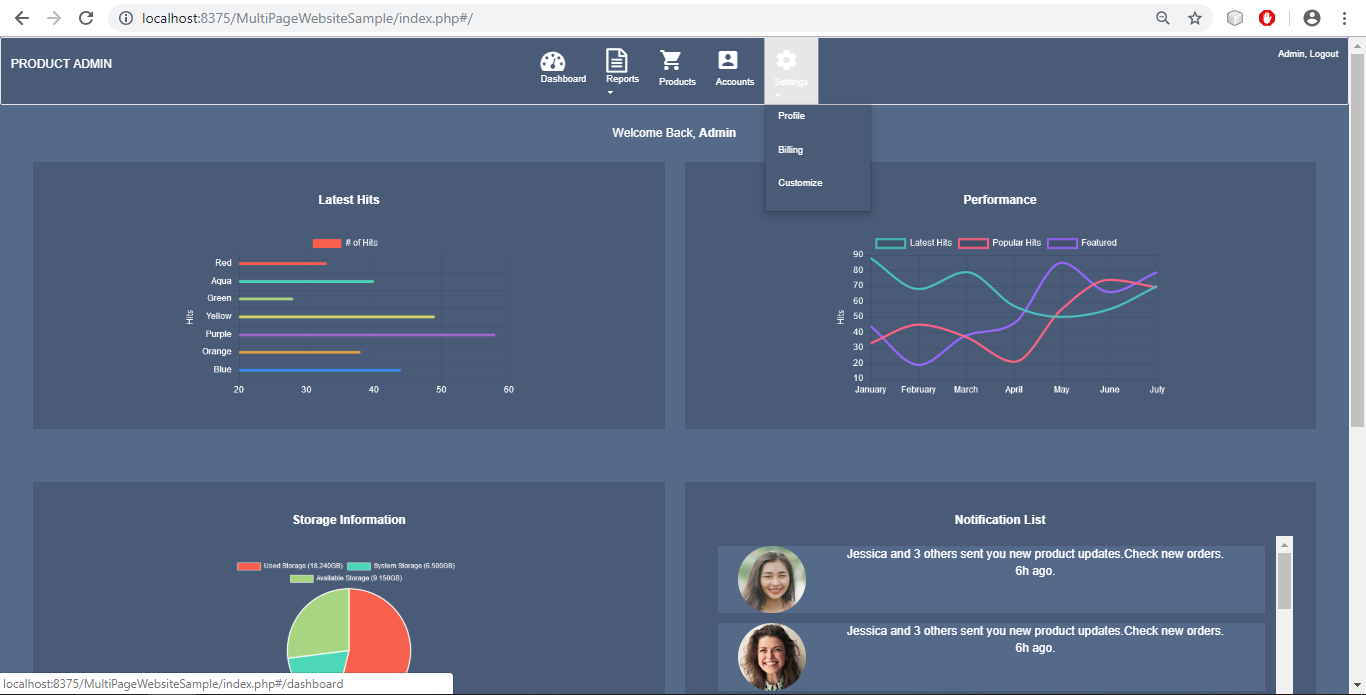 localhost:8375/MultiPageWebsiteSample/index.php#/
PRODUCT ADMIN
Dashboard
Reports
Products
Accounts
Settings
Admin, Logout
Profile
Billing
Customize
Welcome Back, Admin
Latest Hits
# of Hits
Hits
Red
Aqua
Green
Yellow
Purple
Orange
Blue
20 30 40 50 60
Performance
Latest Hits Popular Hits Featured
Hits
90
80
70
60
50
40
30
20
10
January February March April May June July
Storage Information
Used Storage (18.240GB) System Storage (6.500GB)
Available Storage (9.150GB)
Notification List
Jessica and 3 others sent you new product updates.Check new orders.
6h ago.
Jessica and 3 others sent you new product updates.Check new orders.
6h ago.
localhost:8375/MultiPageWebsiteSample/index.php#/dashboard